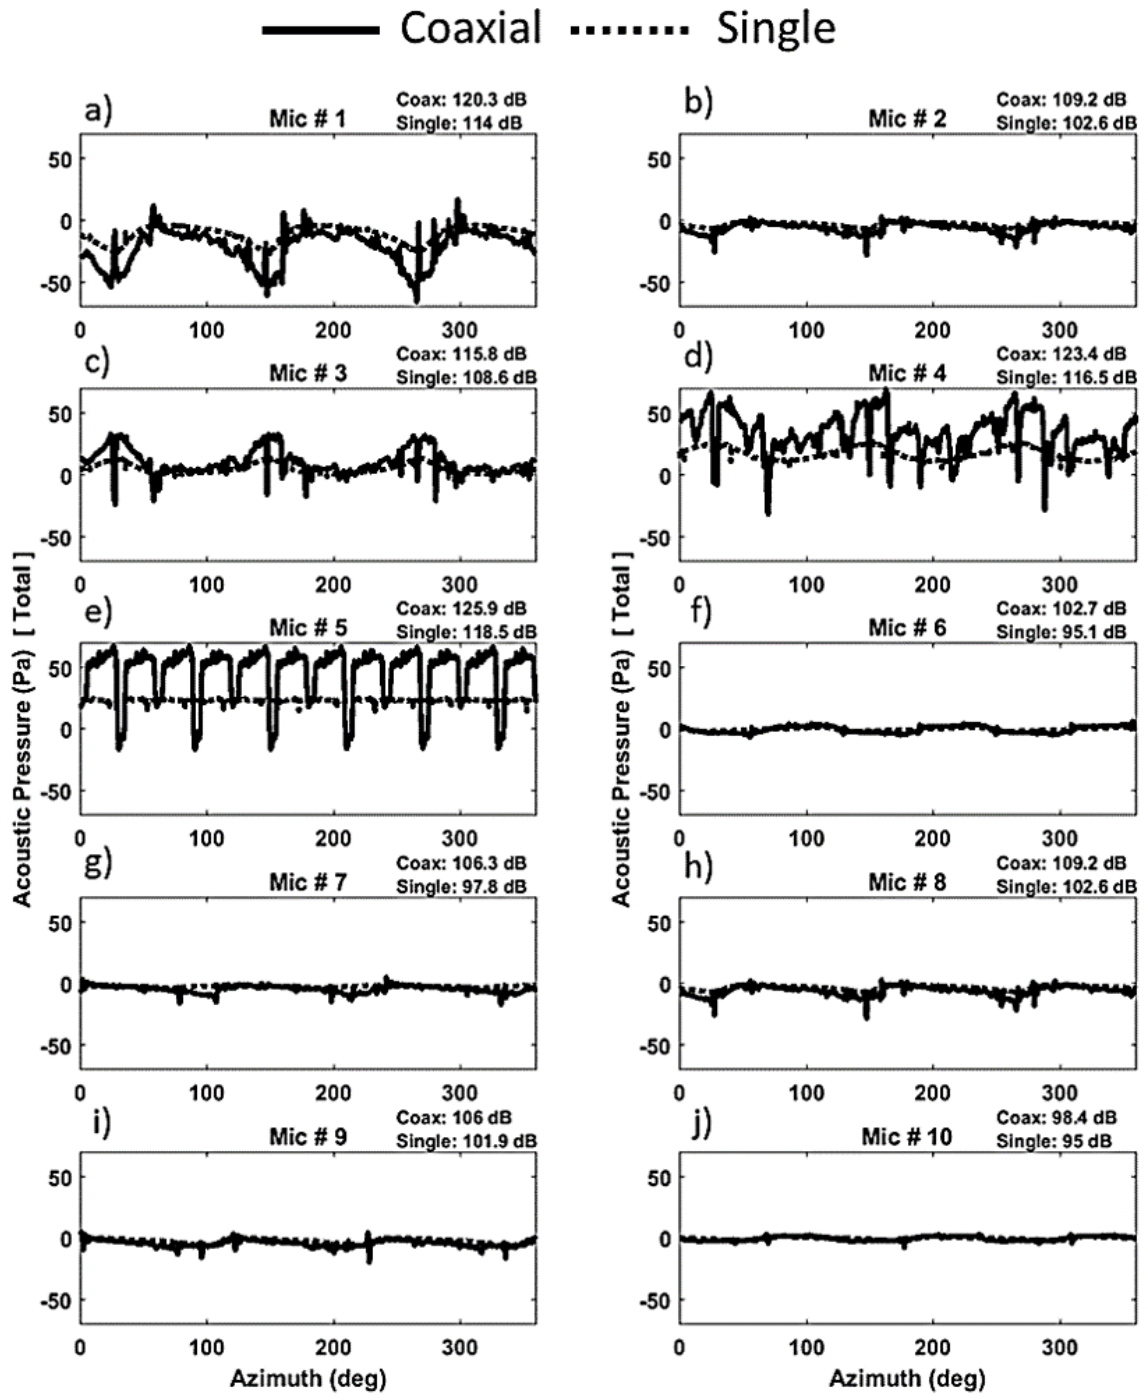 Coaxial Single
a) Mic # 1 Coax: 120.3 dB
Single: 114 dB
50
0
-50
0 100 200 300
b) Mic # 2 Coax: 109.2 dB
Single: 102.6 dB
50
0
-50
0 100 200 300
c) Mic # 3 Coax: 115.8 dB
Single: 108.6 dB
50
0
-50
0 100 200 300
d) Mic # 4 Coax: 123.4 dB
Single: 116.5 dB
50
0
-50
0 100 200 300
e) Mic # 5 Coax: 125.9 dB
Single: 118.5 dB
50
0
-50
0 100 200 300
f) Mic # 6 Coax: 102.7 dB
Single: 95.1 dB
50
0
-50
0 100 200 300
g) Mic # 7 Coax: 106.3 dB
Single: 97.8 dB
50
0
-50
0 100 200 300
h) Mic # 8 Coax: 109.2 dB
Single: 102.6 dB
50
0
-50
0 100 200 300
i) Mic # 9 Coax: 106 dB
Single: 101.9 dB
50
0
-50
0 100 200 300
j) Mic # 10 Coax: 98.4 dB
Single: 95 dB
50
0
-50
0 100 200 300
Acoustic Pressure (Pa) [ Total ]
Acoustic Pressure (Pa) [ Total ]
Azimuth (deg)
Azimuth (deg)